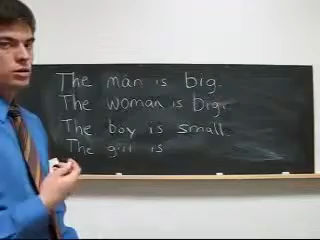 The man is big.
The woman is big.
The boy is small.
The girl is